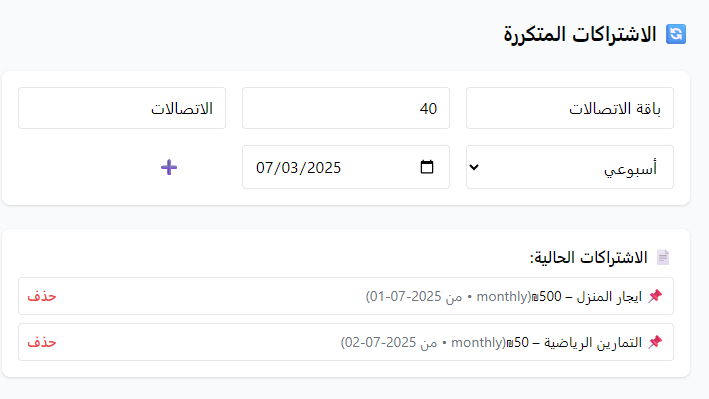 🔄 الاشتراكات المتكررة
باقة الاتصالات 40 الاتصالات
أسبوعي 07/03/2025 ➕
📄 الاشتراكات الحالية:
📌 ايجار المنزل – 500₪ (monthly • من 2025-07-01) حذف
📌 التمارين الرياضية – 50₪ (monthly • من 2025-07-02) حذف